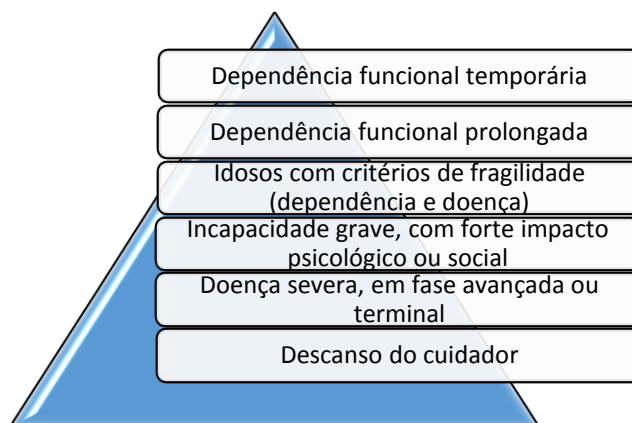 Dependência funcional temporária
Dependência funcional prolongada
Idosos com critérios de fragilidade
(dependência e doença)
Incapacidade grave, com forte impacto
psicológico ou social
Doença severa, em fase avançada ou
terminal
Descanso do cuidador